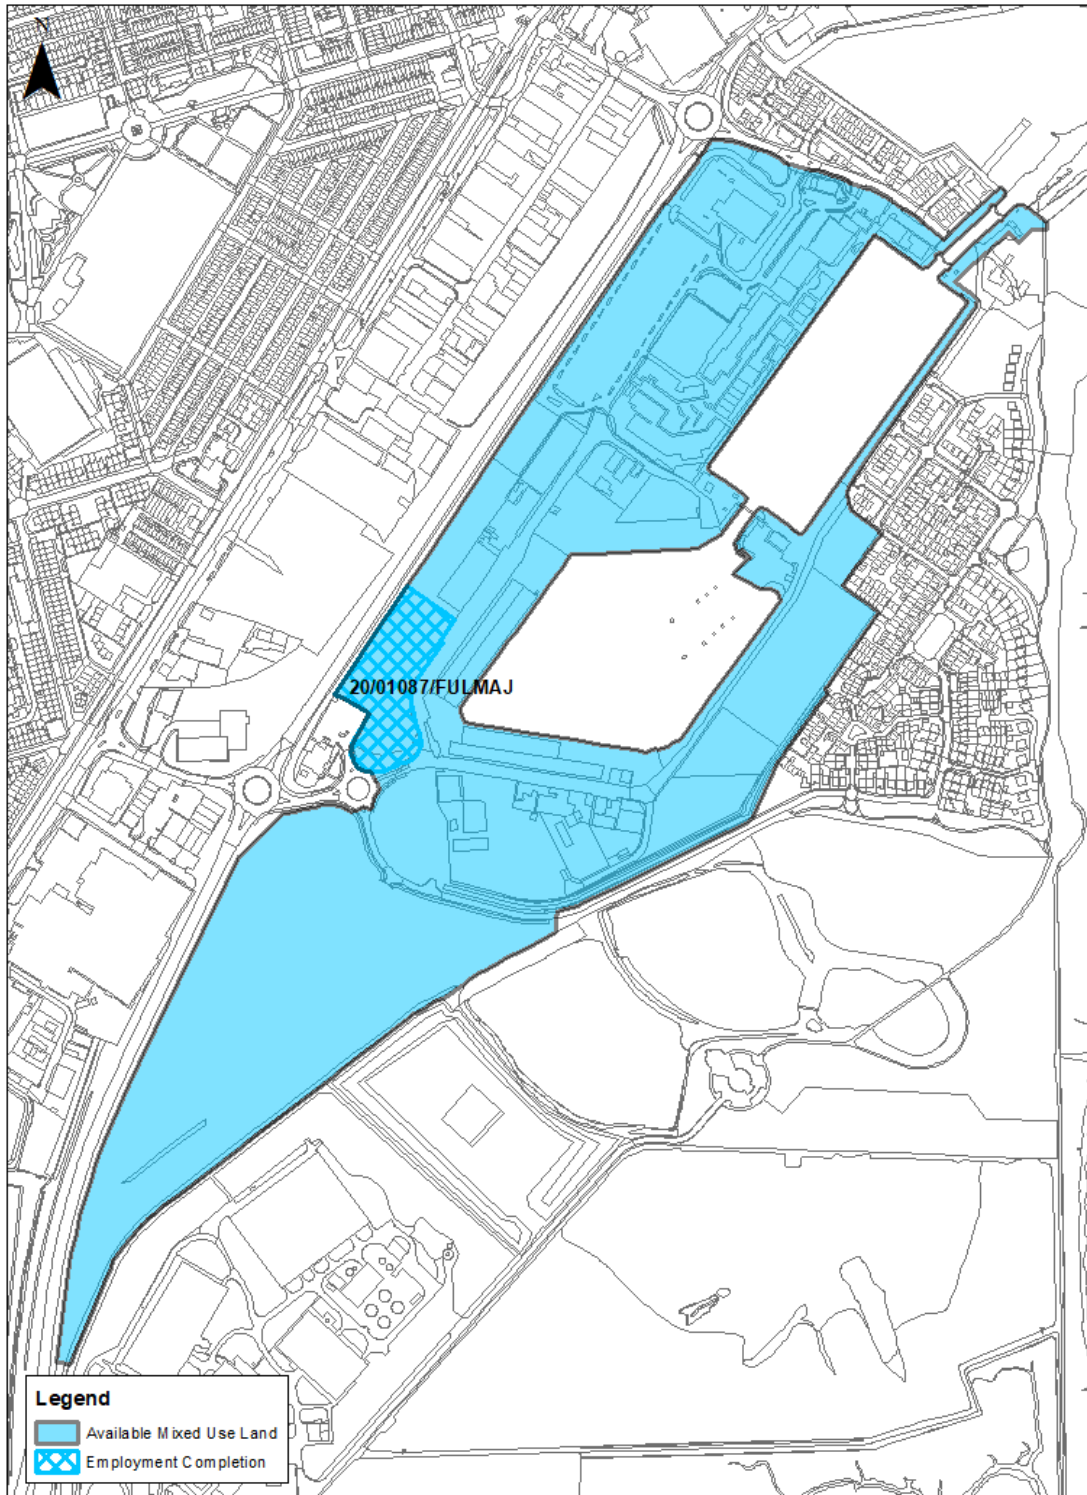 N
20/01087/FULMAJ
Legend
Available Mixed Use Land
Employment Completion